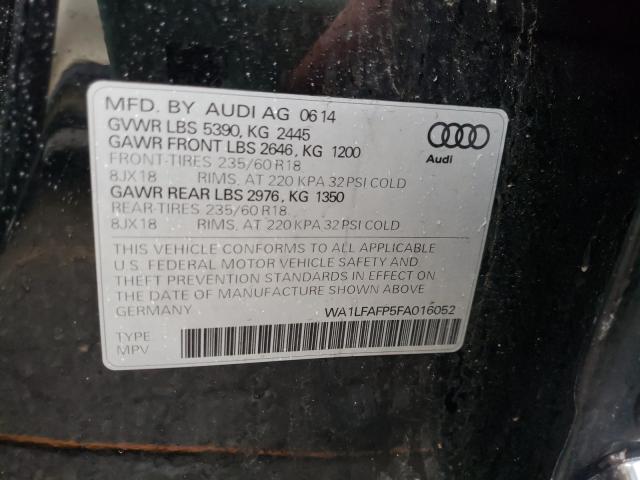 MFD. BY AUDI AG 06 14
GVWR LBS 5390, KG 2445
GAWR FRONT LBS 2646, KG 1200
FRONT-TIRES 235/60 R18
8JX18 RIMS, AT 220 KPA 32 PSI COLD
GAWR REAR LBS 2976, KG 1350
REAR-TIRES 235/60 R18
8JX18 RIMS, AT 220 KPA 32 PSI COLD
Audi
THIS VEHICLE CONFORMS TO ALL APPLICABLE
U.S. FEDERAL MOTOR VEHICLE SAFETY AND
THEFT PREVENTION STANDARDS IN EFFECT ON
THE DATE OF MANUFACTURE SHOWN ABOVE
GERMANY WA1LFAFP5FA016052
TYPE
MPV